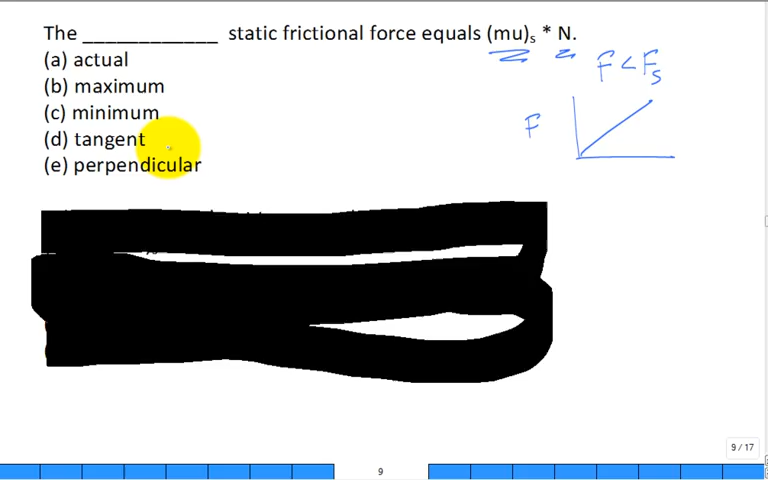 The _____________ static frictional force equals (mu)s * N.
(a) actual
(b) maximum
(c) minimum
(d) tangent
(e) perpendicular
F < Fs
F
9 / 17
9